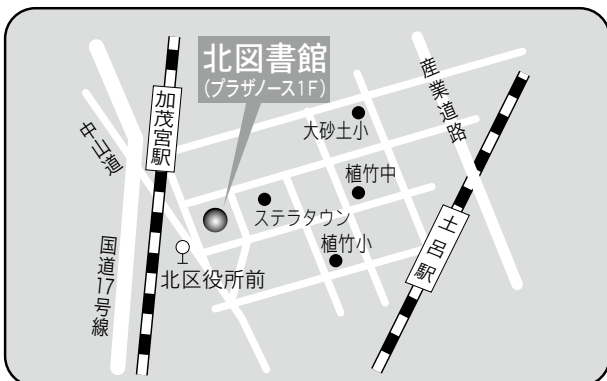 北図書館
(プラザノース1F)
加茂宮駅
中山道
国道17号線
大砂土小
産業道路
植竹中
ステラタウン
植竹小
北区役所前
土呂駅